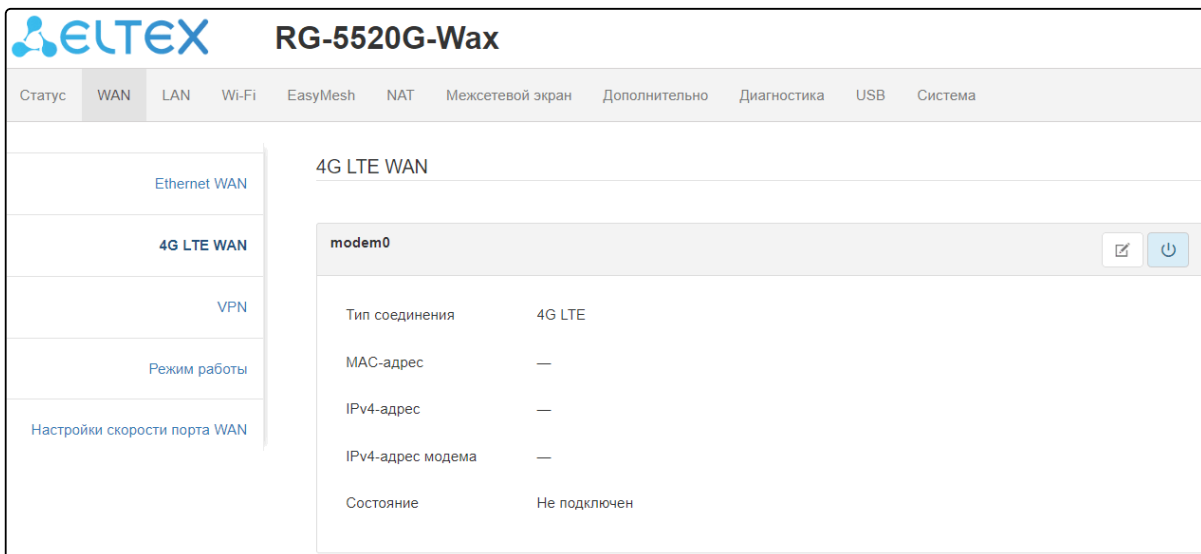 ELTEX RG-5520G-Wax
Статус WAN LAN Wi-Fi EasyMesh NAT Межсетевой экран Дополнительно Диагностика USB Система
Ethernet WAN
4G LTE WAN
VPN
Режим работы
Настройки скорости порта WAN
4G LTE WAN
modem0
Тип соединения 4G LTE
MAC-адрес —
IPv4-адрес —
IPv4-адрес модема —
Состояние Не подключен